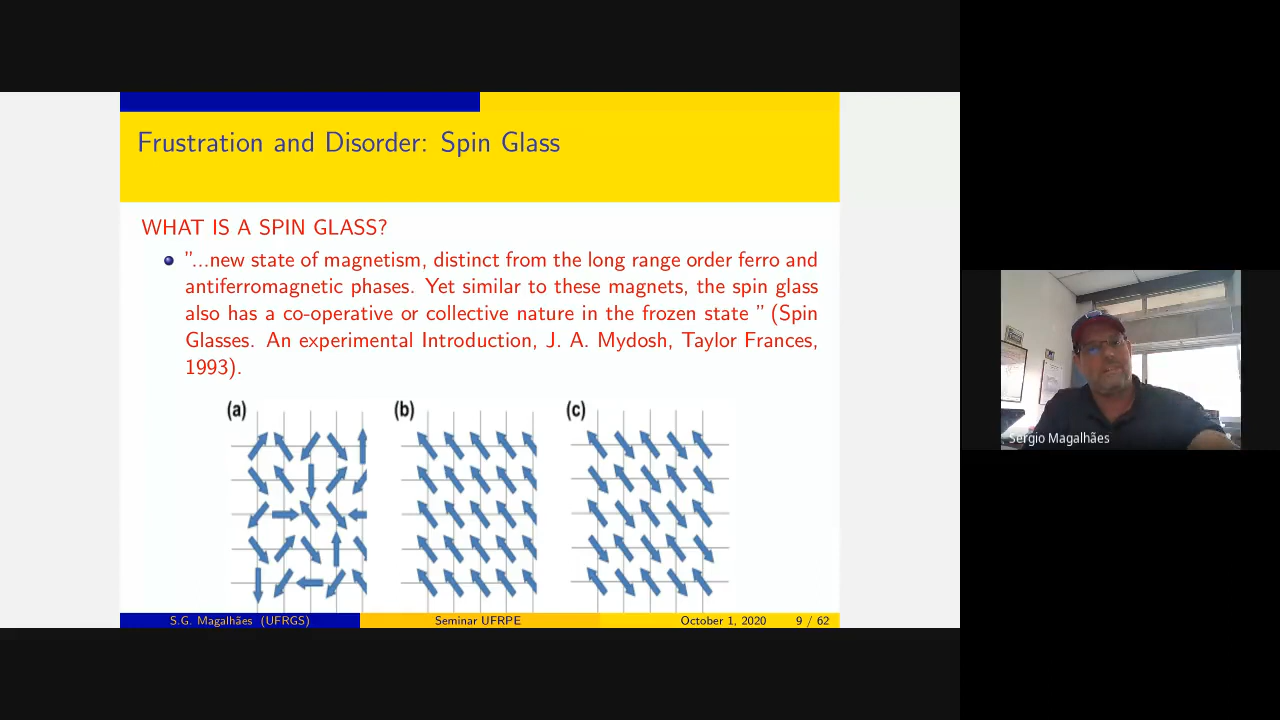 Frustration and Disorder: Spin Glass
WHAT IS A SPIN GLASS?
"...new state of magnetism, distinct from the long range order ferro and
antiferromagnetic phases. Yet similar to these magnets, the spin glass
also has a co-operative or collective nature in the frozen state " (Spin
Glasses. An experimental Introduction, J. A. Mydosh, Taylor Frances,
1993).
(a) (b) (c)
S.G. Magalhães (UFRGS) Seminar UFRPE October 1, 2020 9 / 62
Sergio Magalhães